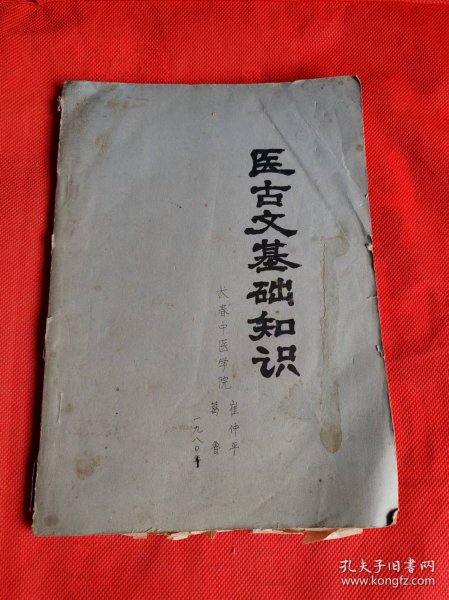 医古文基础知识
长春中医学院
崔仲平
葛鲁
一九八〇年
孔夫子旧书网
www.kongfz.com